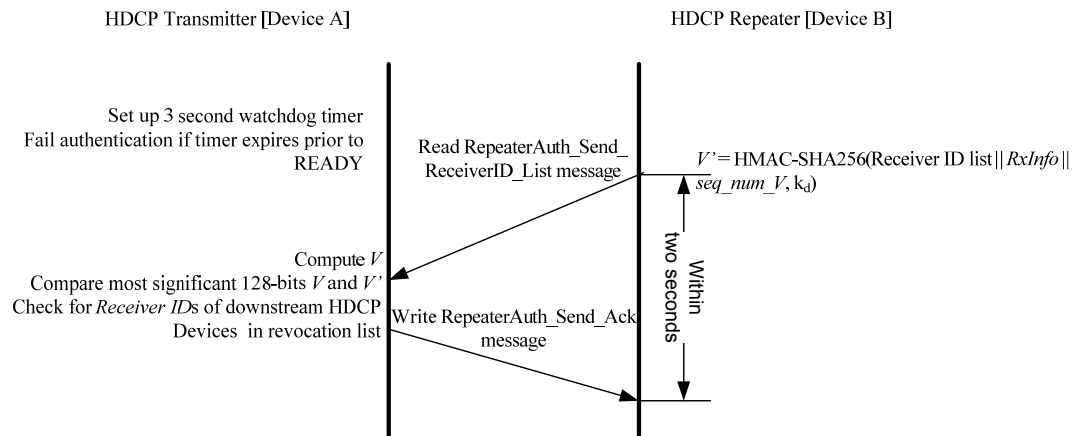 HDCP Transmitter [Device A]
HDCP Repeater [Device B]
Set up 3 second watchdog timer
Fail authentication if timer expires prior to
READY
Read RepeaterAuth_Send_
ReceiverID_List message
V’ = HMAC-SHA256(Receiver ID list || RxInfo ||
seq_num_V, kd)
Within
two seconds
Compute V
Compare most significant 128-bits V and V’
Check for Receiver IDs of downstream HDCP
Devices in revocation list
Write RepeaterAuth_Send_Ack
message